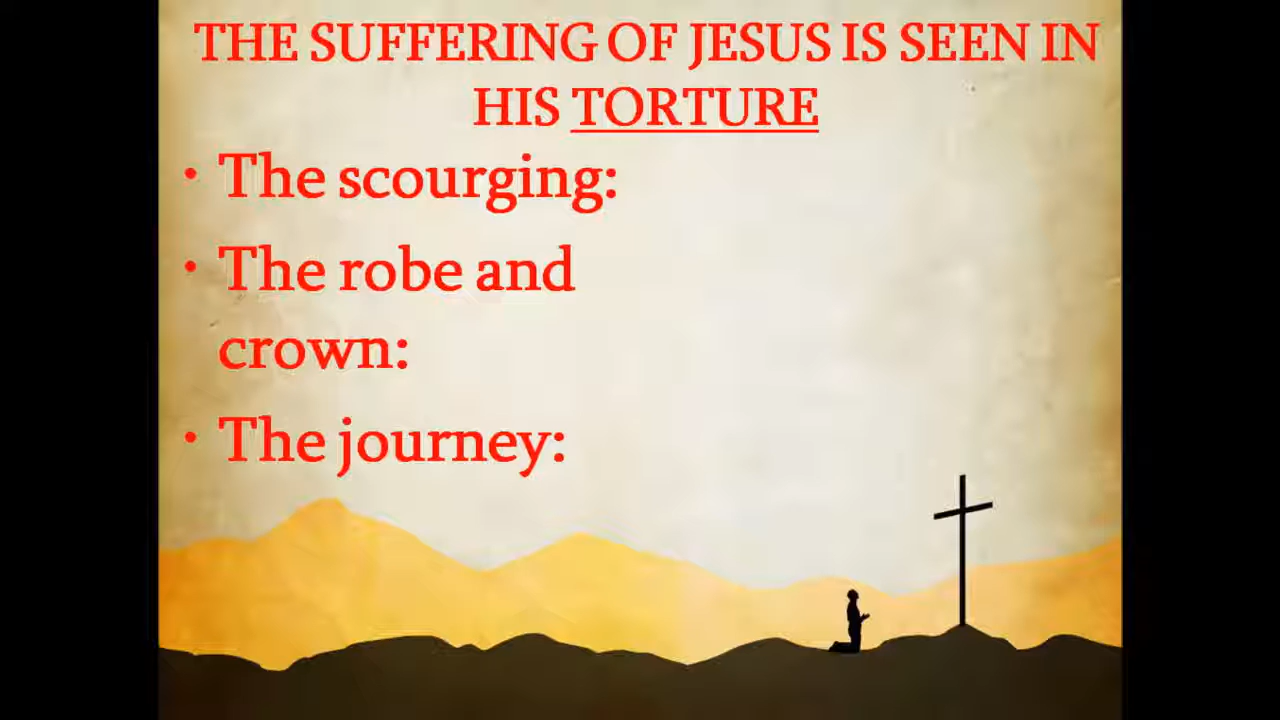 THE SUFFERING OF JESUS IS SEEN IN
HIS TORTURE
• The scourging:
• The robe and
crown:
• The journey: